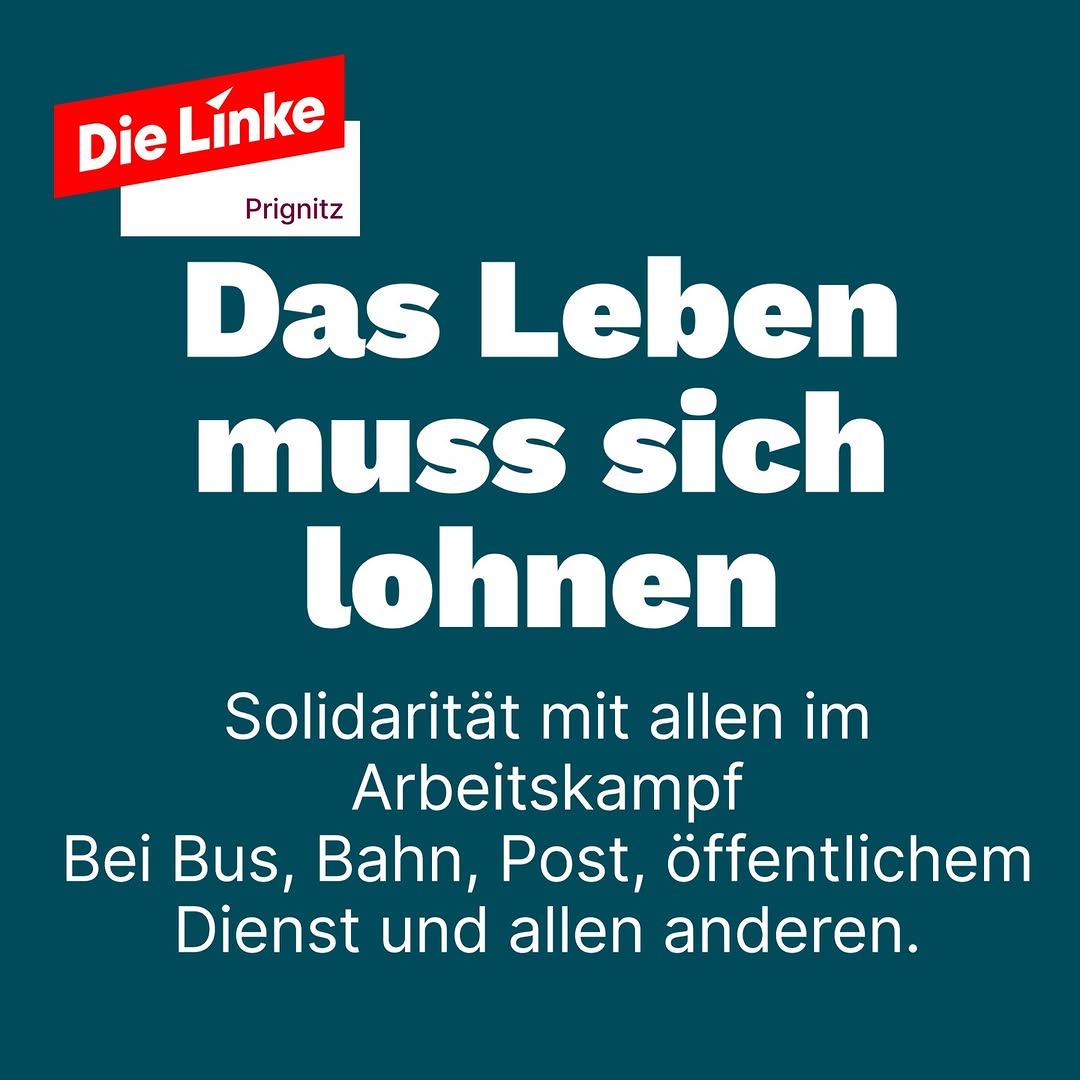 Die Linke
Prignitz
Das Leben
muss sich
lohnen
Solidarität mit allen im
Arbeitskampf
Bei Bus, Bahn, Post, öffentlichem
Dienst und allen anderen.